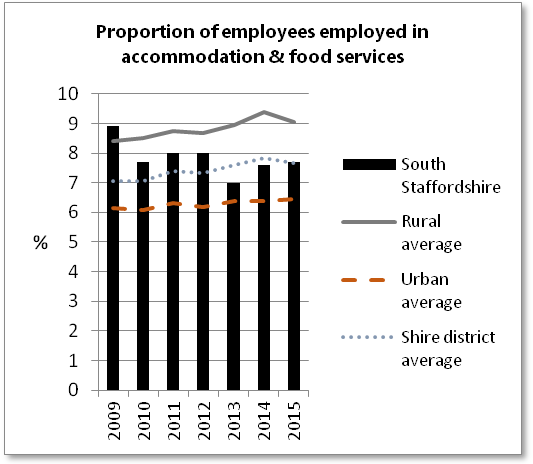 Proportion of employees employed in
accommodation & food services
10
9
8
7
6
5
4
3
2
1
0
%
2009
2010
2011
2012
2013
2014
2015
South
Staffordshire
Rural
average
Urban
average
Shire district
average